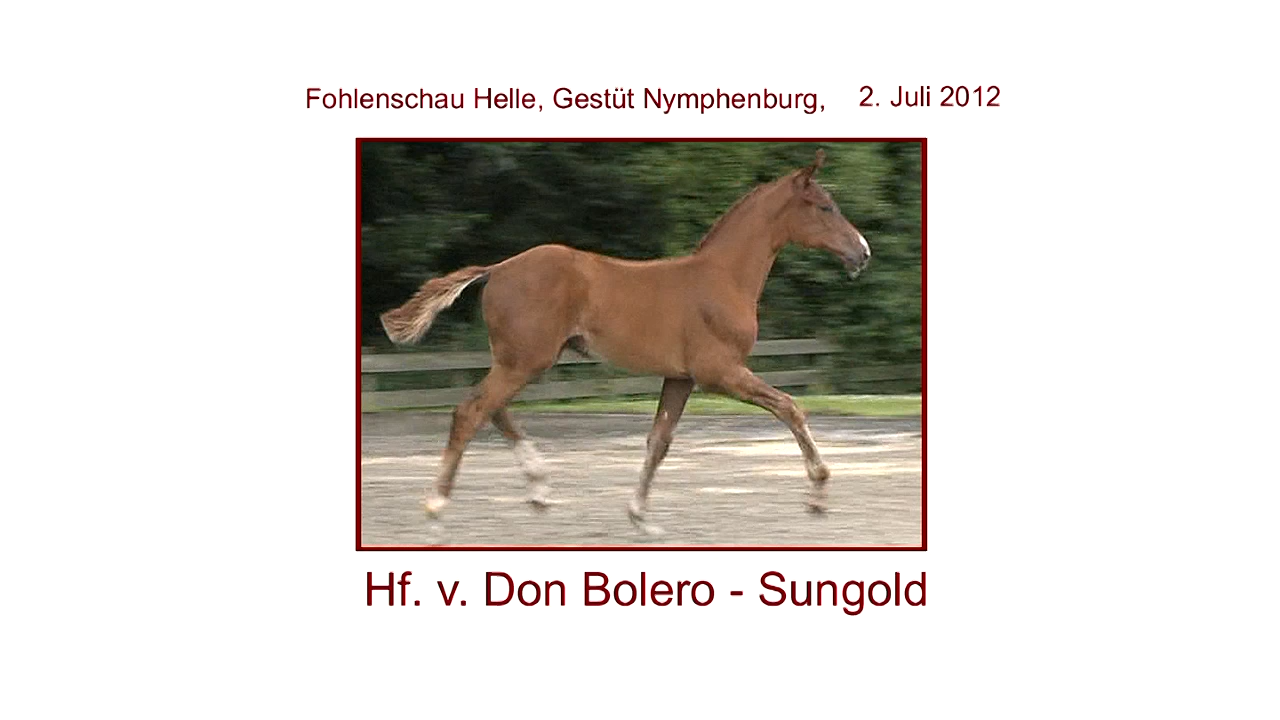 Fohlenschau Helle, Gestüt Nymphenburg, 2. Juli 2012
Hf. v. Don Bolero - Sungold